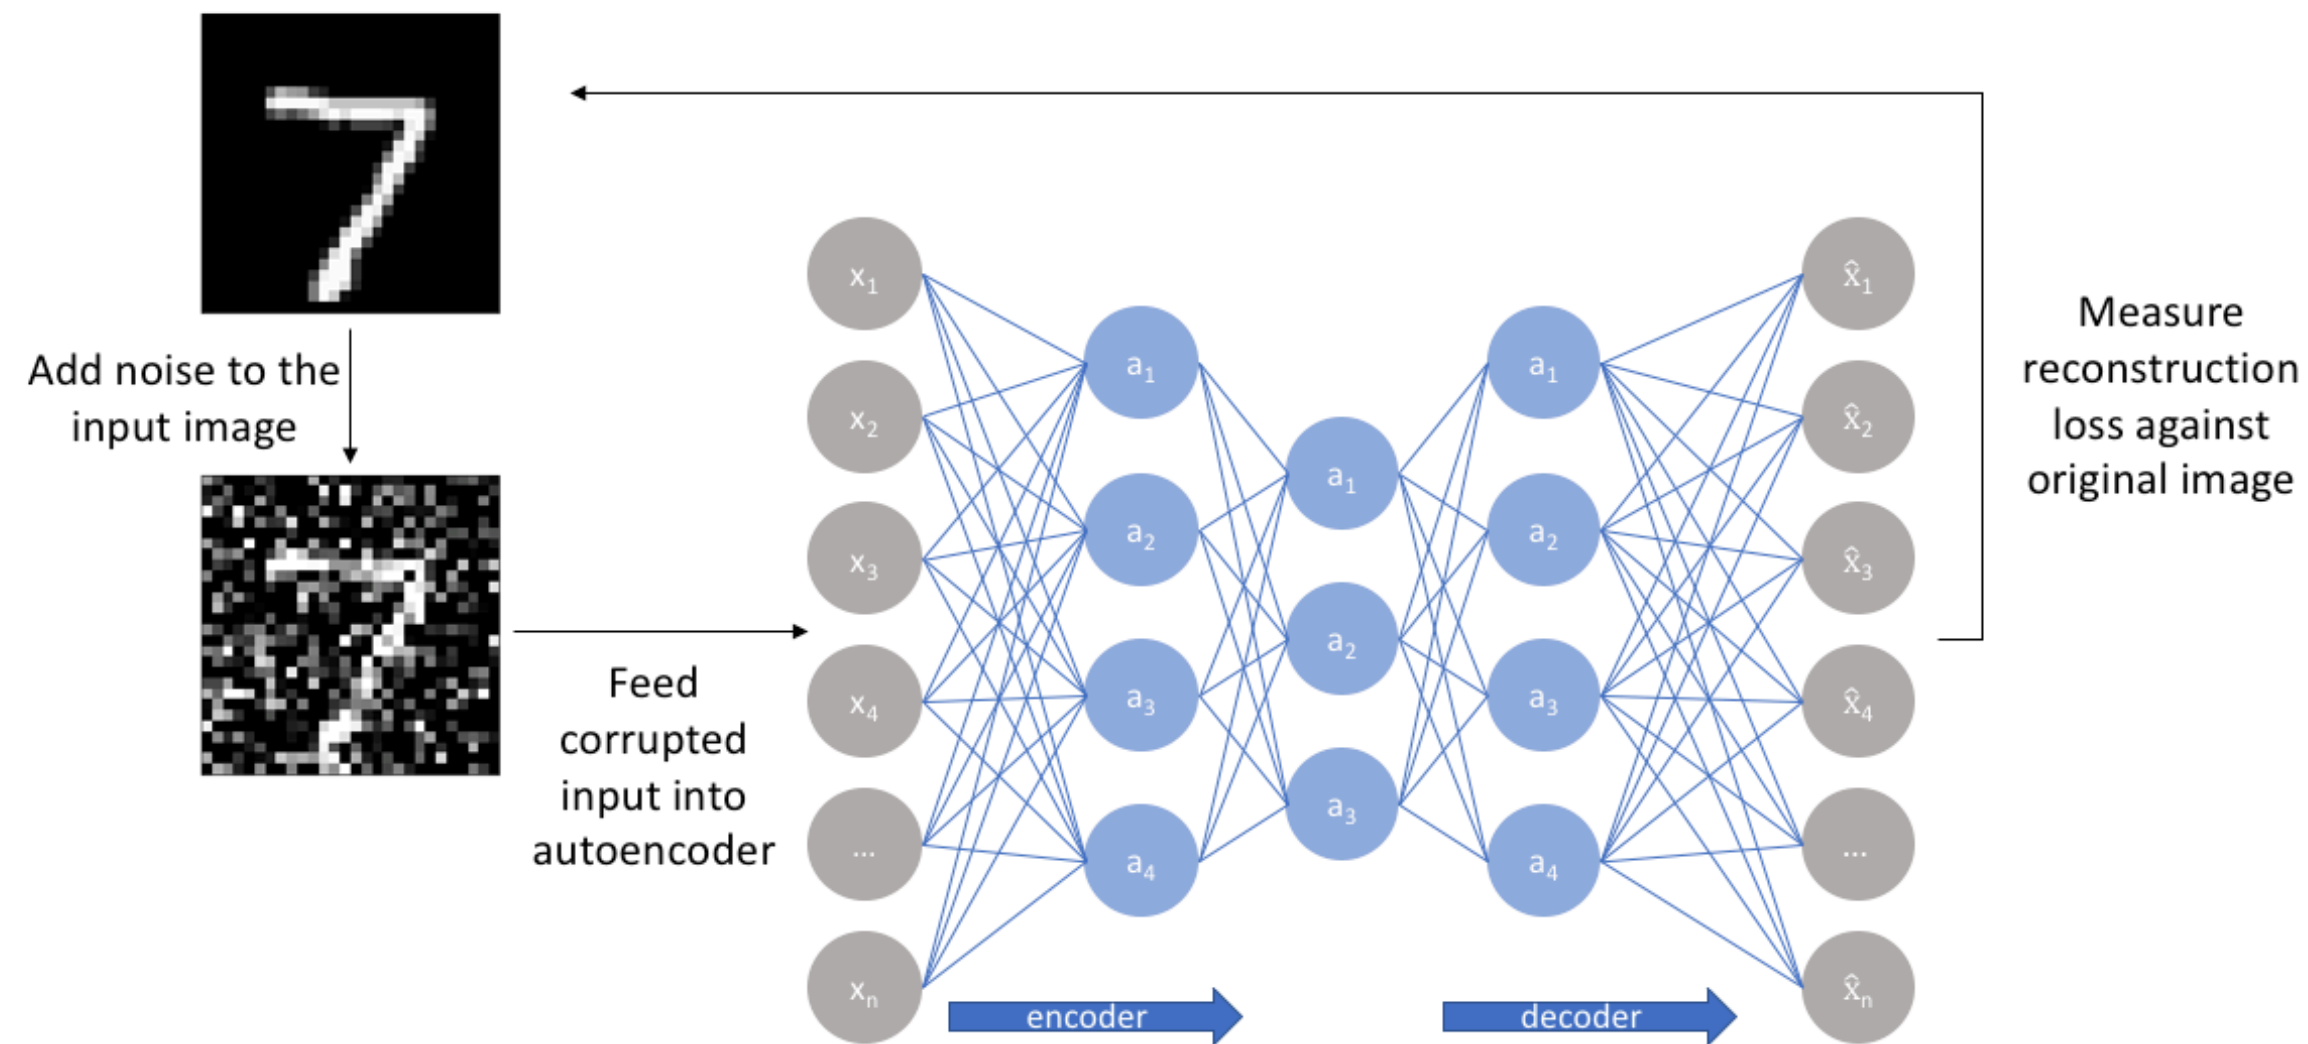 Add noise to the
input image
Feed
corrupted
input into
autoencoder
x₁
x₂
x₃
x₄
...
xₙ
a₁
a₂
a₃
a₄
a₁
a₂
a₃
a₁
a₂
a₃
a₄
x̂₁
x̂₂
x̂₃
x̂₄
...
x̂ₙ
encoder
decoder
Measure
reconstruction
loss against
original image